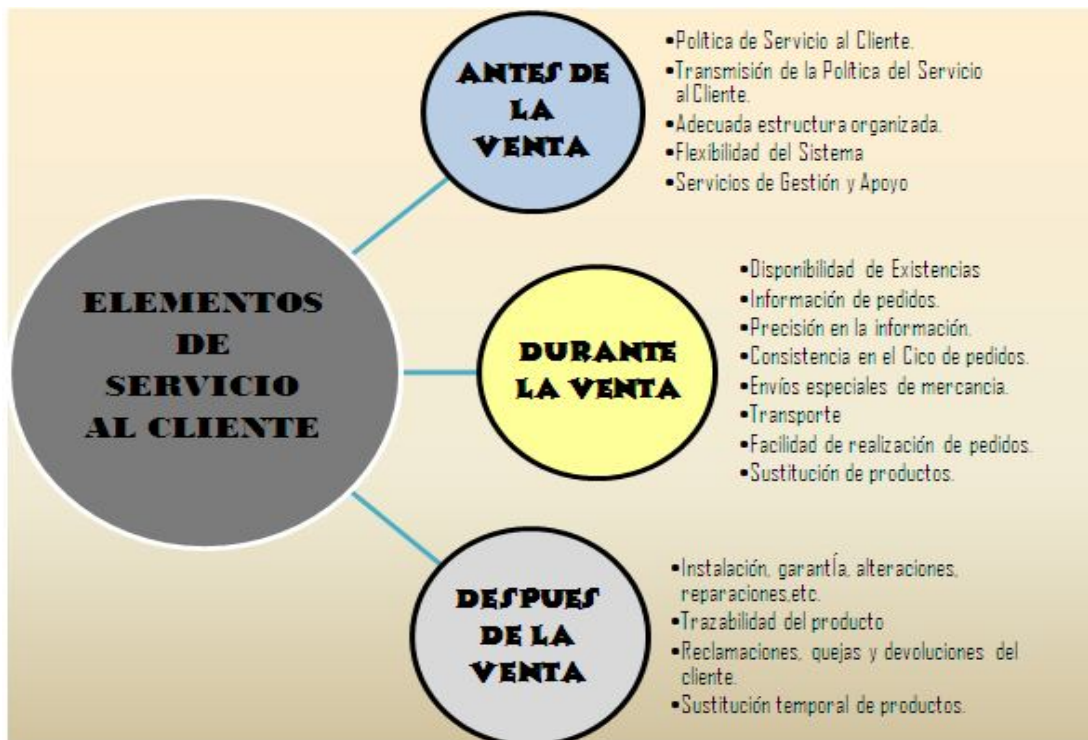 ELEMENTOS
DE
SERVICIO
AL CLIENTE
ANTES DE
LA
VENTA
•Política de Servicio al Cliente.
•Transmisión de la Política del Servicio
al Cliente.
•Adecuada estructura organizada.
•Flexibilidad del Sistema
•Servicios de Gestión y Apoyo
DURANTE
LA VENTA
•Disponibilidad de Existencias
•Información de pedidos.
•Precisión en la información.
•Consistencia en el Cico de pedidos.
•Envíos especiales de mercancia.
•Transporte
•Facilidad de realización de pedidos.
•Sustitución de productos.
DESPUES
DE LA
VENTA
•Instalación, garantÍa, alteraciones,
reparaciones,etc.
•Trazabilidad del producto
•Reclamaciones, quejas y devoluciones del
cliente.
•Sustitución temporal de productos.